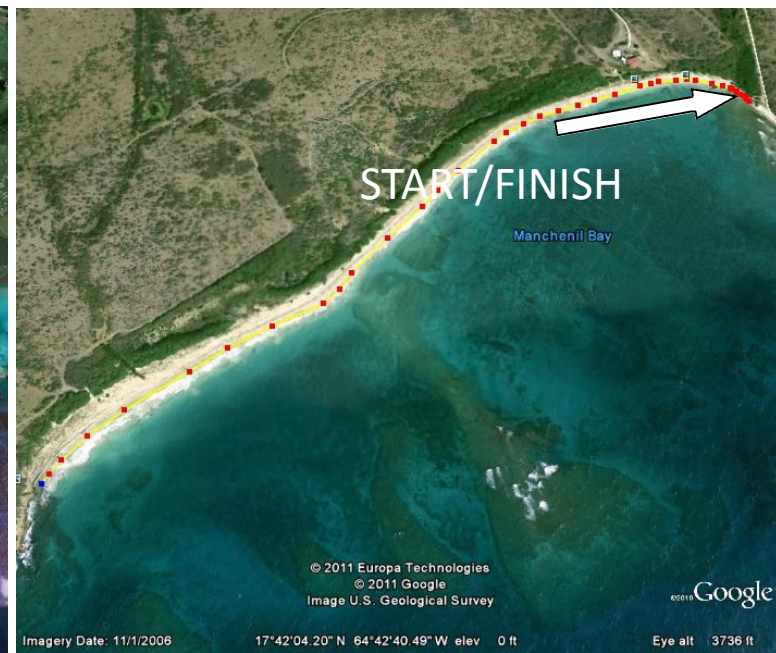 START/FINISH
Manchenil Bay
© 2011 Europa Technologies
© 2011 Google
Image U.S. Geological Survey
©2010 Google
Imagery Date: 11/1/2006 17°42'04.20" N 64°42'40.49" W elev 0 ft Eye alt 3736 ft